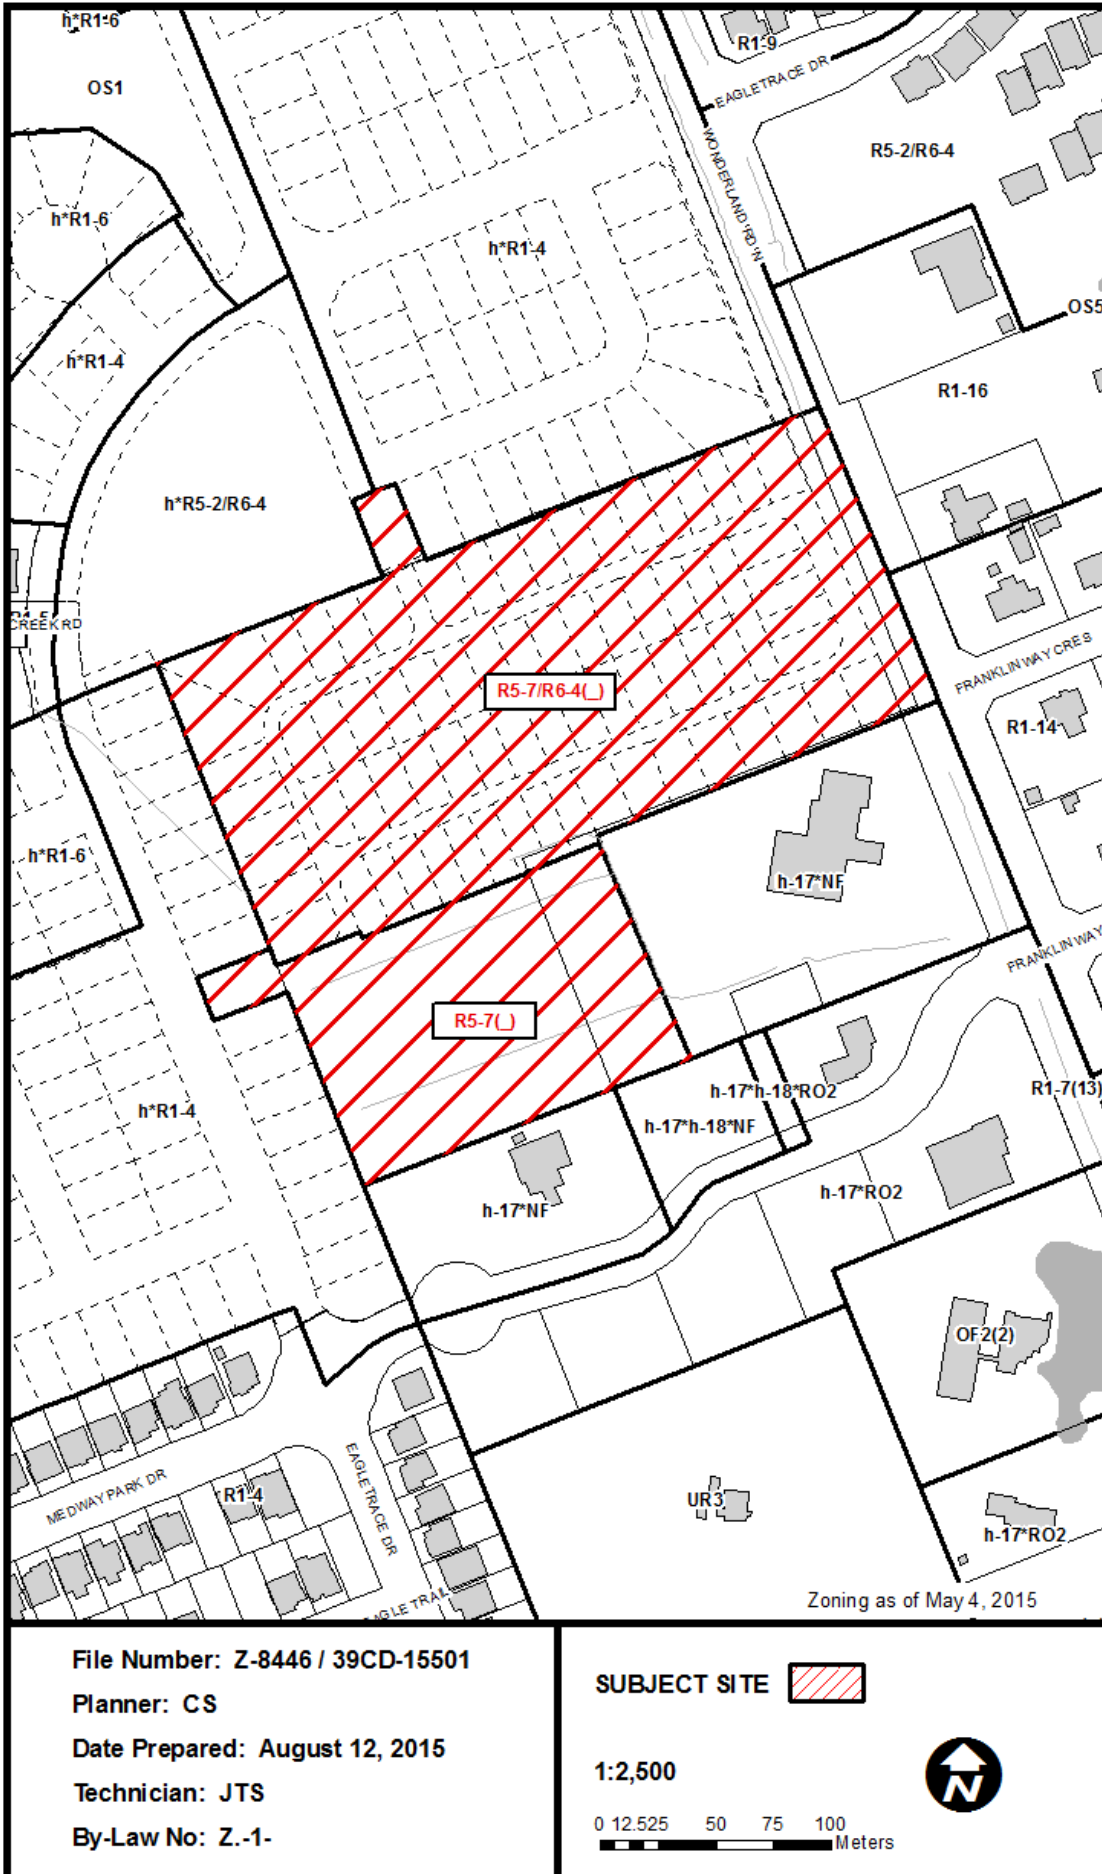 h*R1-6
OS1
R1-9
EAGLETRACE DR
WONDERLAND RD N
R5-2/R6-4
h*R1-6
h*R1-4
OS5
h*R1-4
R1-16
h*R5-2/R6-4
CREEK RD
FRANKLIN WAY CRES
R5-7/R6-4(_)
R1-14
h*R1-6
h-17*NF
FRANKLIN WAY
R5-7(_)
h-17*h-18*RO2
R1-7(13)
h*R1-4
h-17*h-18*NF
h-17*RO2
h-17*NF
OF2(2)
MEDWAY PARK DR
EAGLETRACE DR
R1-4
UR3
h-17*RO2
EAGLE TRAIL
Zoning as of May 4, 2015
File Number: Z-8446 / 39CD-15501
Planner: CS
Date Prepared: August 12, 2015
Technician: JTS
By-Law No: Z.-1-
SUBJECT SITE
1:2,500
N
0 12.525 50 75 100
Meters